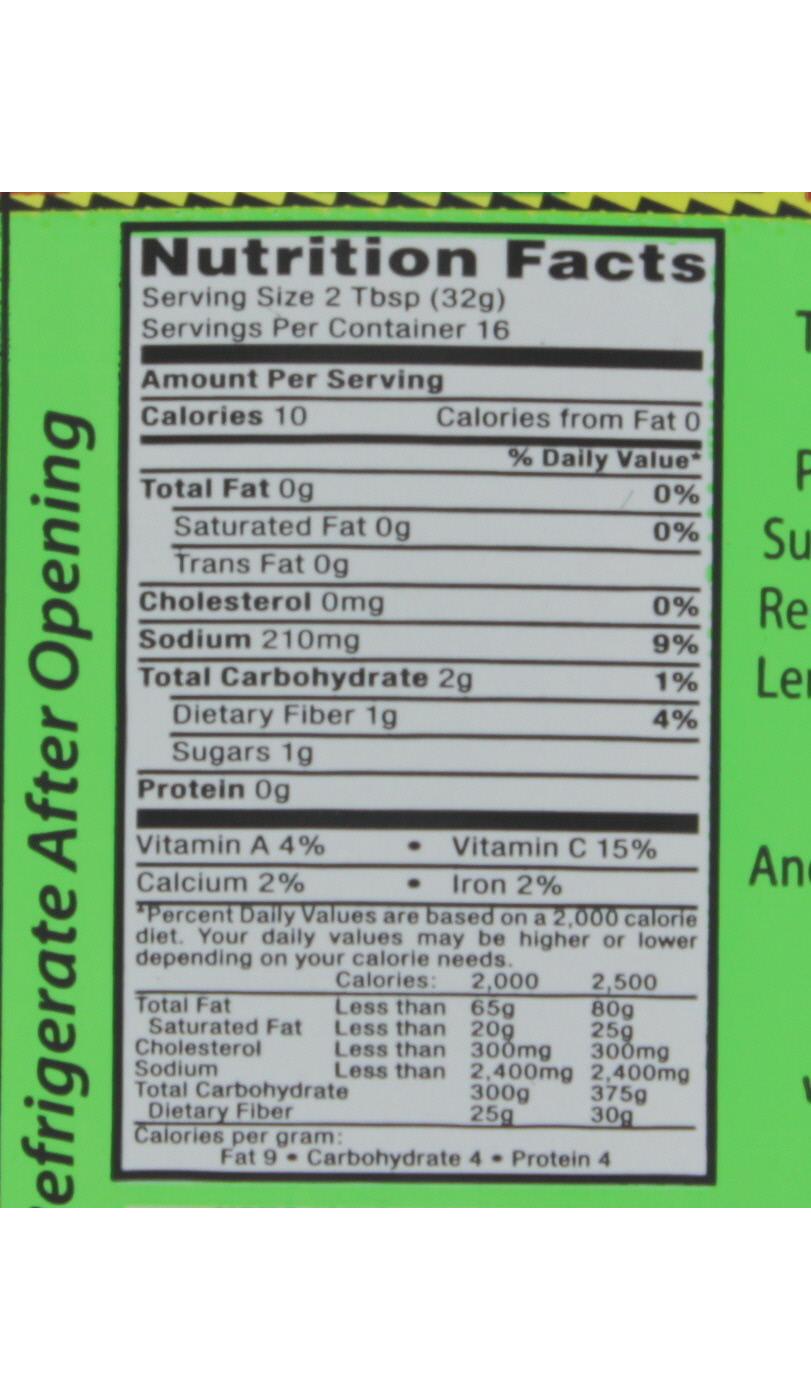 Nutrition Facts
Serving Size 2 Tbsp (32g)
Servings Per Container 16
Amount Per Serving
Calories 10 Calories from Fat 0
% Daily Value*
Total Fat 0g 0%
Saturated Fat 0g 0%
Trans Fat 0g
Cholesterol 0mg 0%
Sodium 210mg 9%
Total Carbohydrate 2g 1%
Dietary Fiber 1g 4%
Sugars 1g
Protein 0g
Vitamin A 4% • Vitamin C 15%
Calcium 2% • Iron 2%
*Percent Daily Values are based on a 2,000 calorie
diet. Your daily values may be higher or lower
depending on your calorie needs.
Calories: 2,000 2,500
Total Fat Less than 65g 80g
Saturated Fat Less than 20g 25g
Cholesterol Less than 300mg 300mg
Sodium Less than 2,400mg 2,400mg
Total Carbohydrate 300g 375g
Dietary Fiber 25g 30g
Calories per gram:
Fat 9 • Carbohydrate 4 • Protein 4
efrigerate After Opening
Su
Re